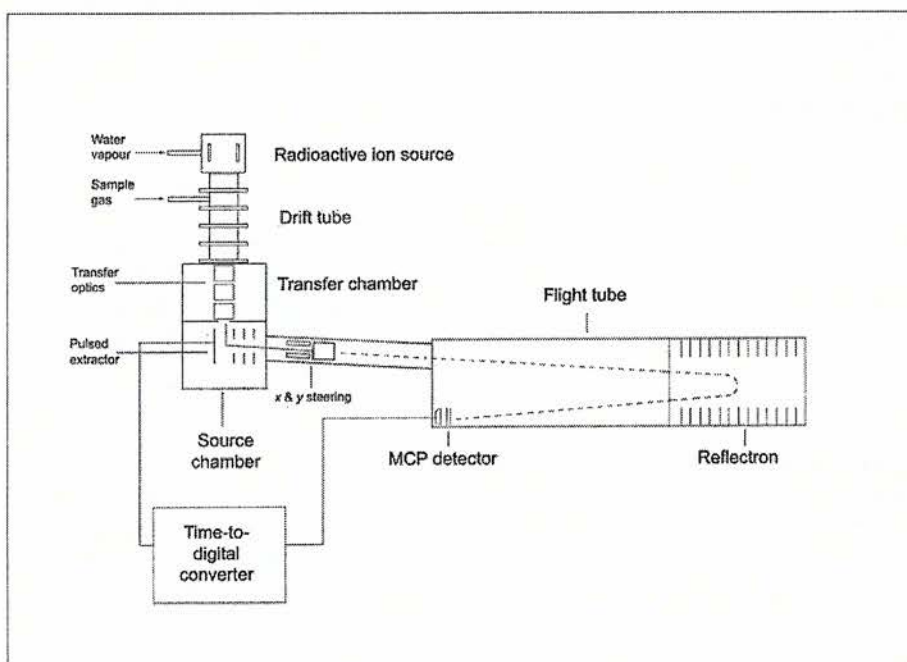 Water
vapour
Radioactive ion source
Sample
gas
Drift tube
Transfer
optics
Transfer chamber
Flight tube
Pulsed
extractor
x & y steering
Source
chamber
MCP detector
Reflectron
Time-to-
digital
converter